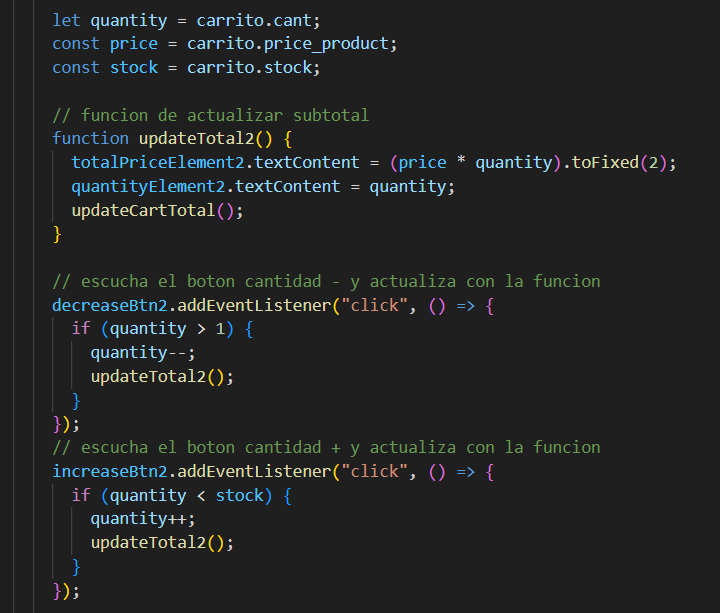 let quantity = carrito.cant;
const price = carrito.price_product;
const stock = carrito.stock;
// funcion de actualizar subtotal
function updateTotal2() {
totalPriceElement2.textContent = (price * quantity).toFixed(2);
quantityElement2.textContent = quantity;
updateCartTotal();
}
// escucha el boton cantidad - y actualiza con la funcion
decreaseBtn2.addEventListener("click", () => {
if (quantity > 1) {
quantity--;
updateTotal2();
}
});
// escucha el boton cantidad + y actualiza con la funcion
increaseBtn2.addEventListener("click", () => {
if (quantity < stock) {
quantity++;
updateTotal2();
}
});